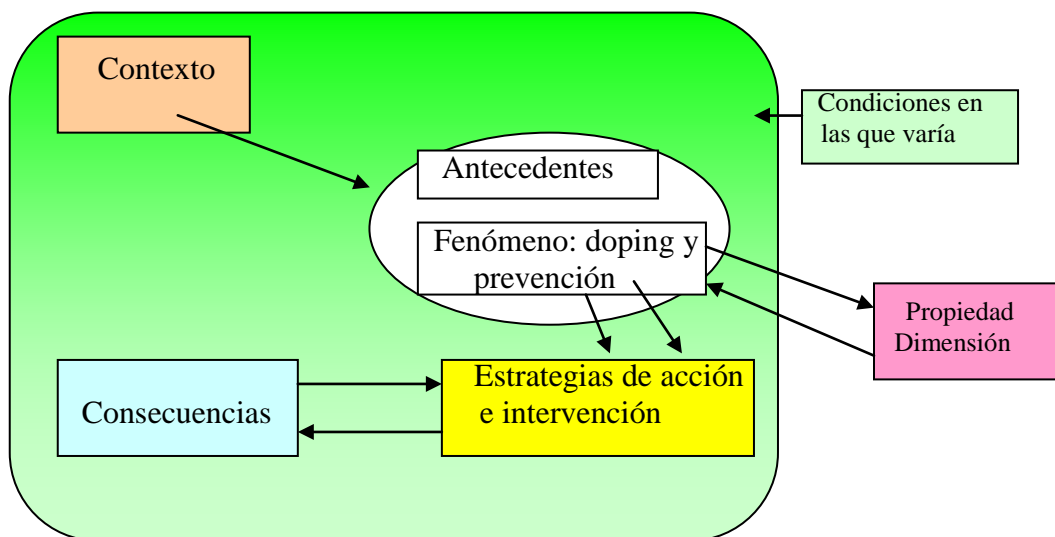 Contexto
Condiciones en
las que varía
Antecedentes
Fenómeno: doping y
prevención
Propiedad
Dimensión
Estrategias de acción
e intervención
Consecuencias